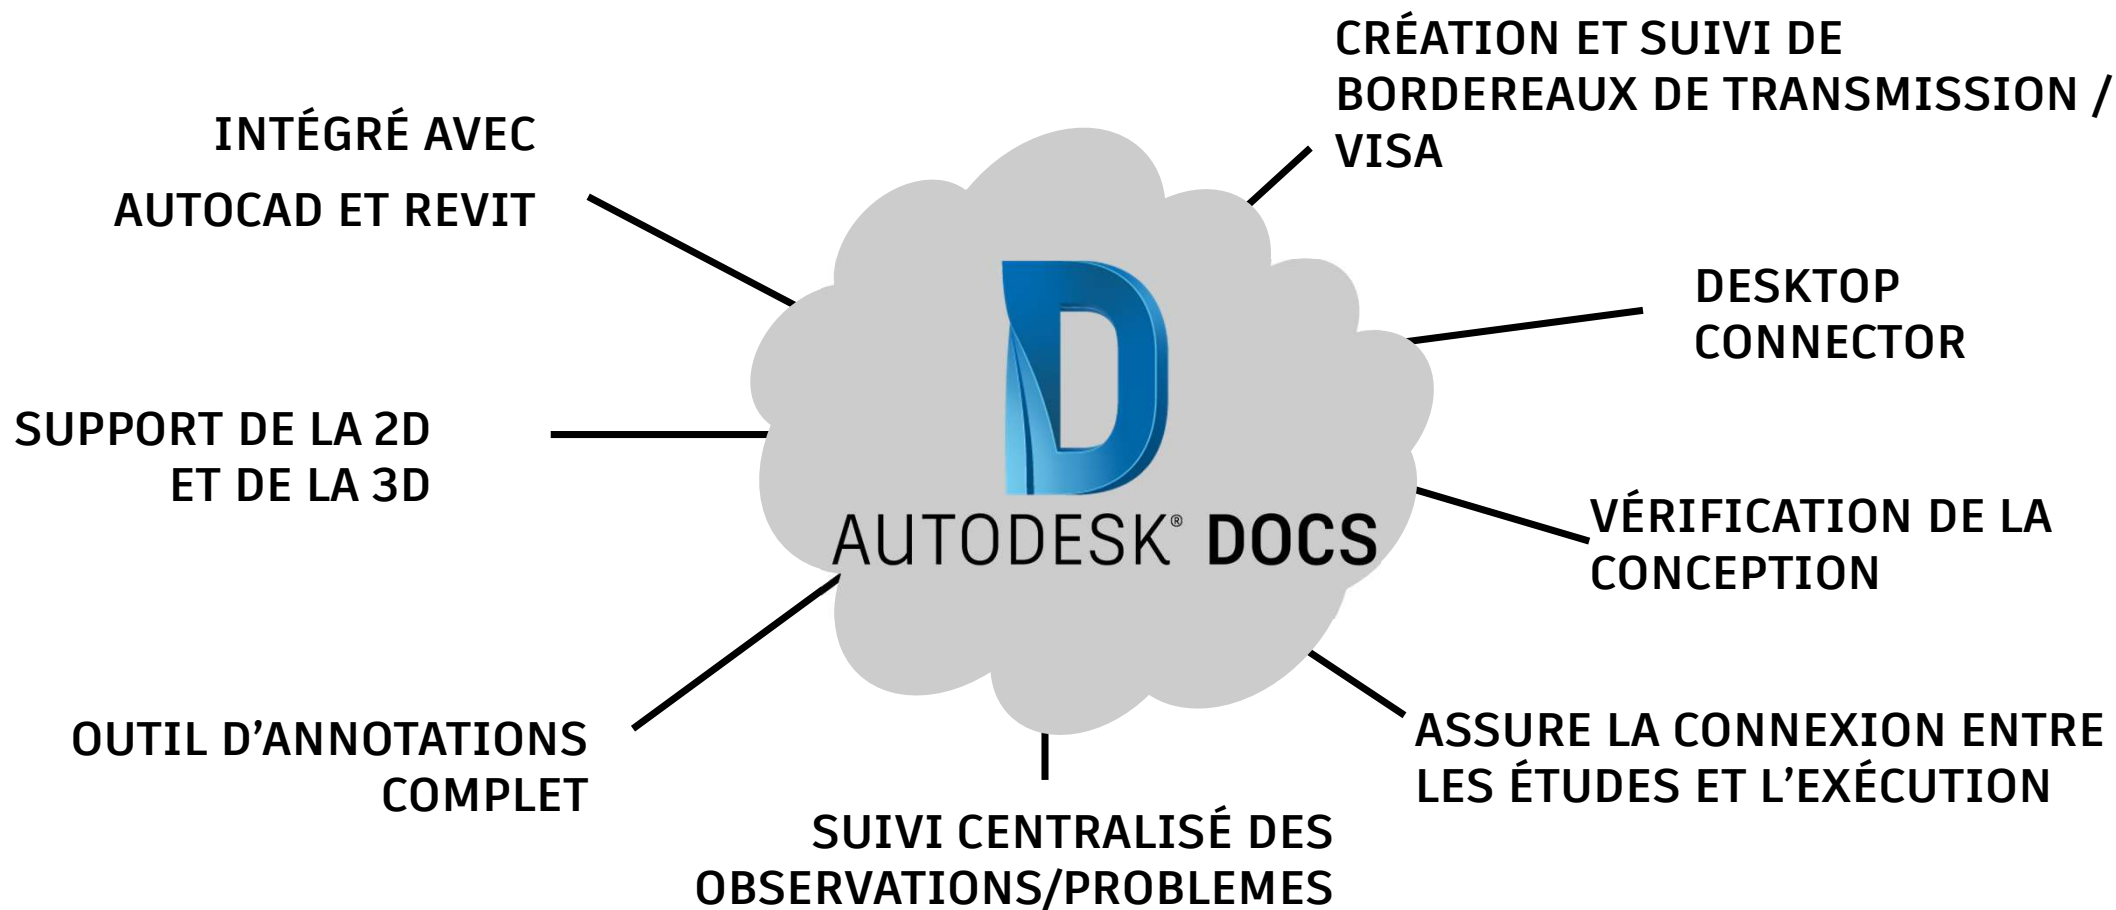 CRÉATION ET SUIVI DE
BORDEREAUX DE TRANSMISSION /
VISA
INTÉGRÉ AVEC
AUTOCAD ET REVIT
DESKTOP
CONNECTOR
SUPPORT DE LA 2D
ET DE LA 3D
AUTODESK® DOCS
VÉRIFICATION DE LA
CONCEPTION
OUTIL D’ANNOTATIONS
COMPLET
ASSURE LA CONNEXION ENTRE
LES ÉTUDES ET L’EXÉCUTION
SUIVI CENTRALISÉ DES
OBSERVATIONS/PROBLEMES